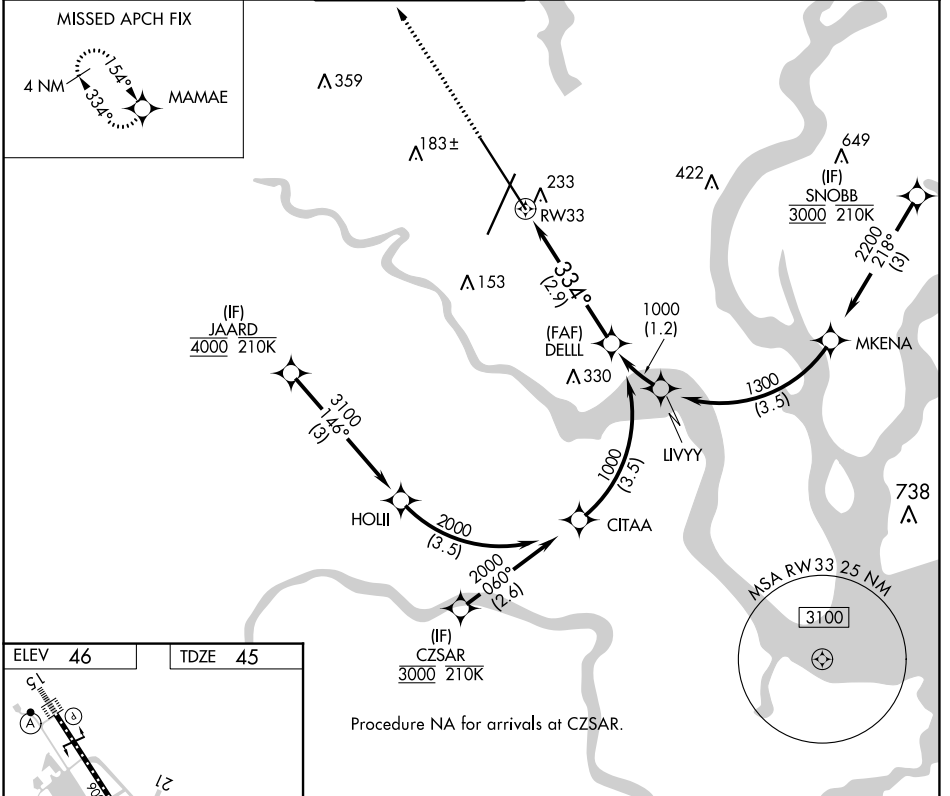 MISSED APCH FIX
4 NM
154°
334°
MAMAE
359
183±
233
RW33
422
649
(IF)
SNOBB
3000 210K
2200
218°
(3)
153
334°
(2.9)
1000
(1.2)
(FAF)
DELLL
330
MKENA
1300
(3.5)
LIVYY
(IF)
JAARD
4000 210K
3100
146°
(3)
HOLII
2000
(3.5)
1000
(3.5)
CITAA
738
2000
060°
(2.6)
(IF)
CZSAR
3000 210K
Procedure NA for arrivals at CZSAR.
MSA RW33 25 NM
3100
ELEV 46
TDZE 45
15
A
P
21